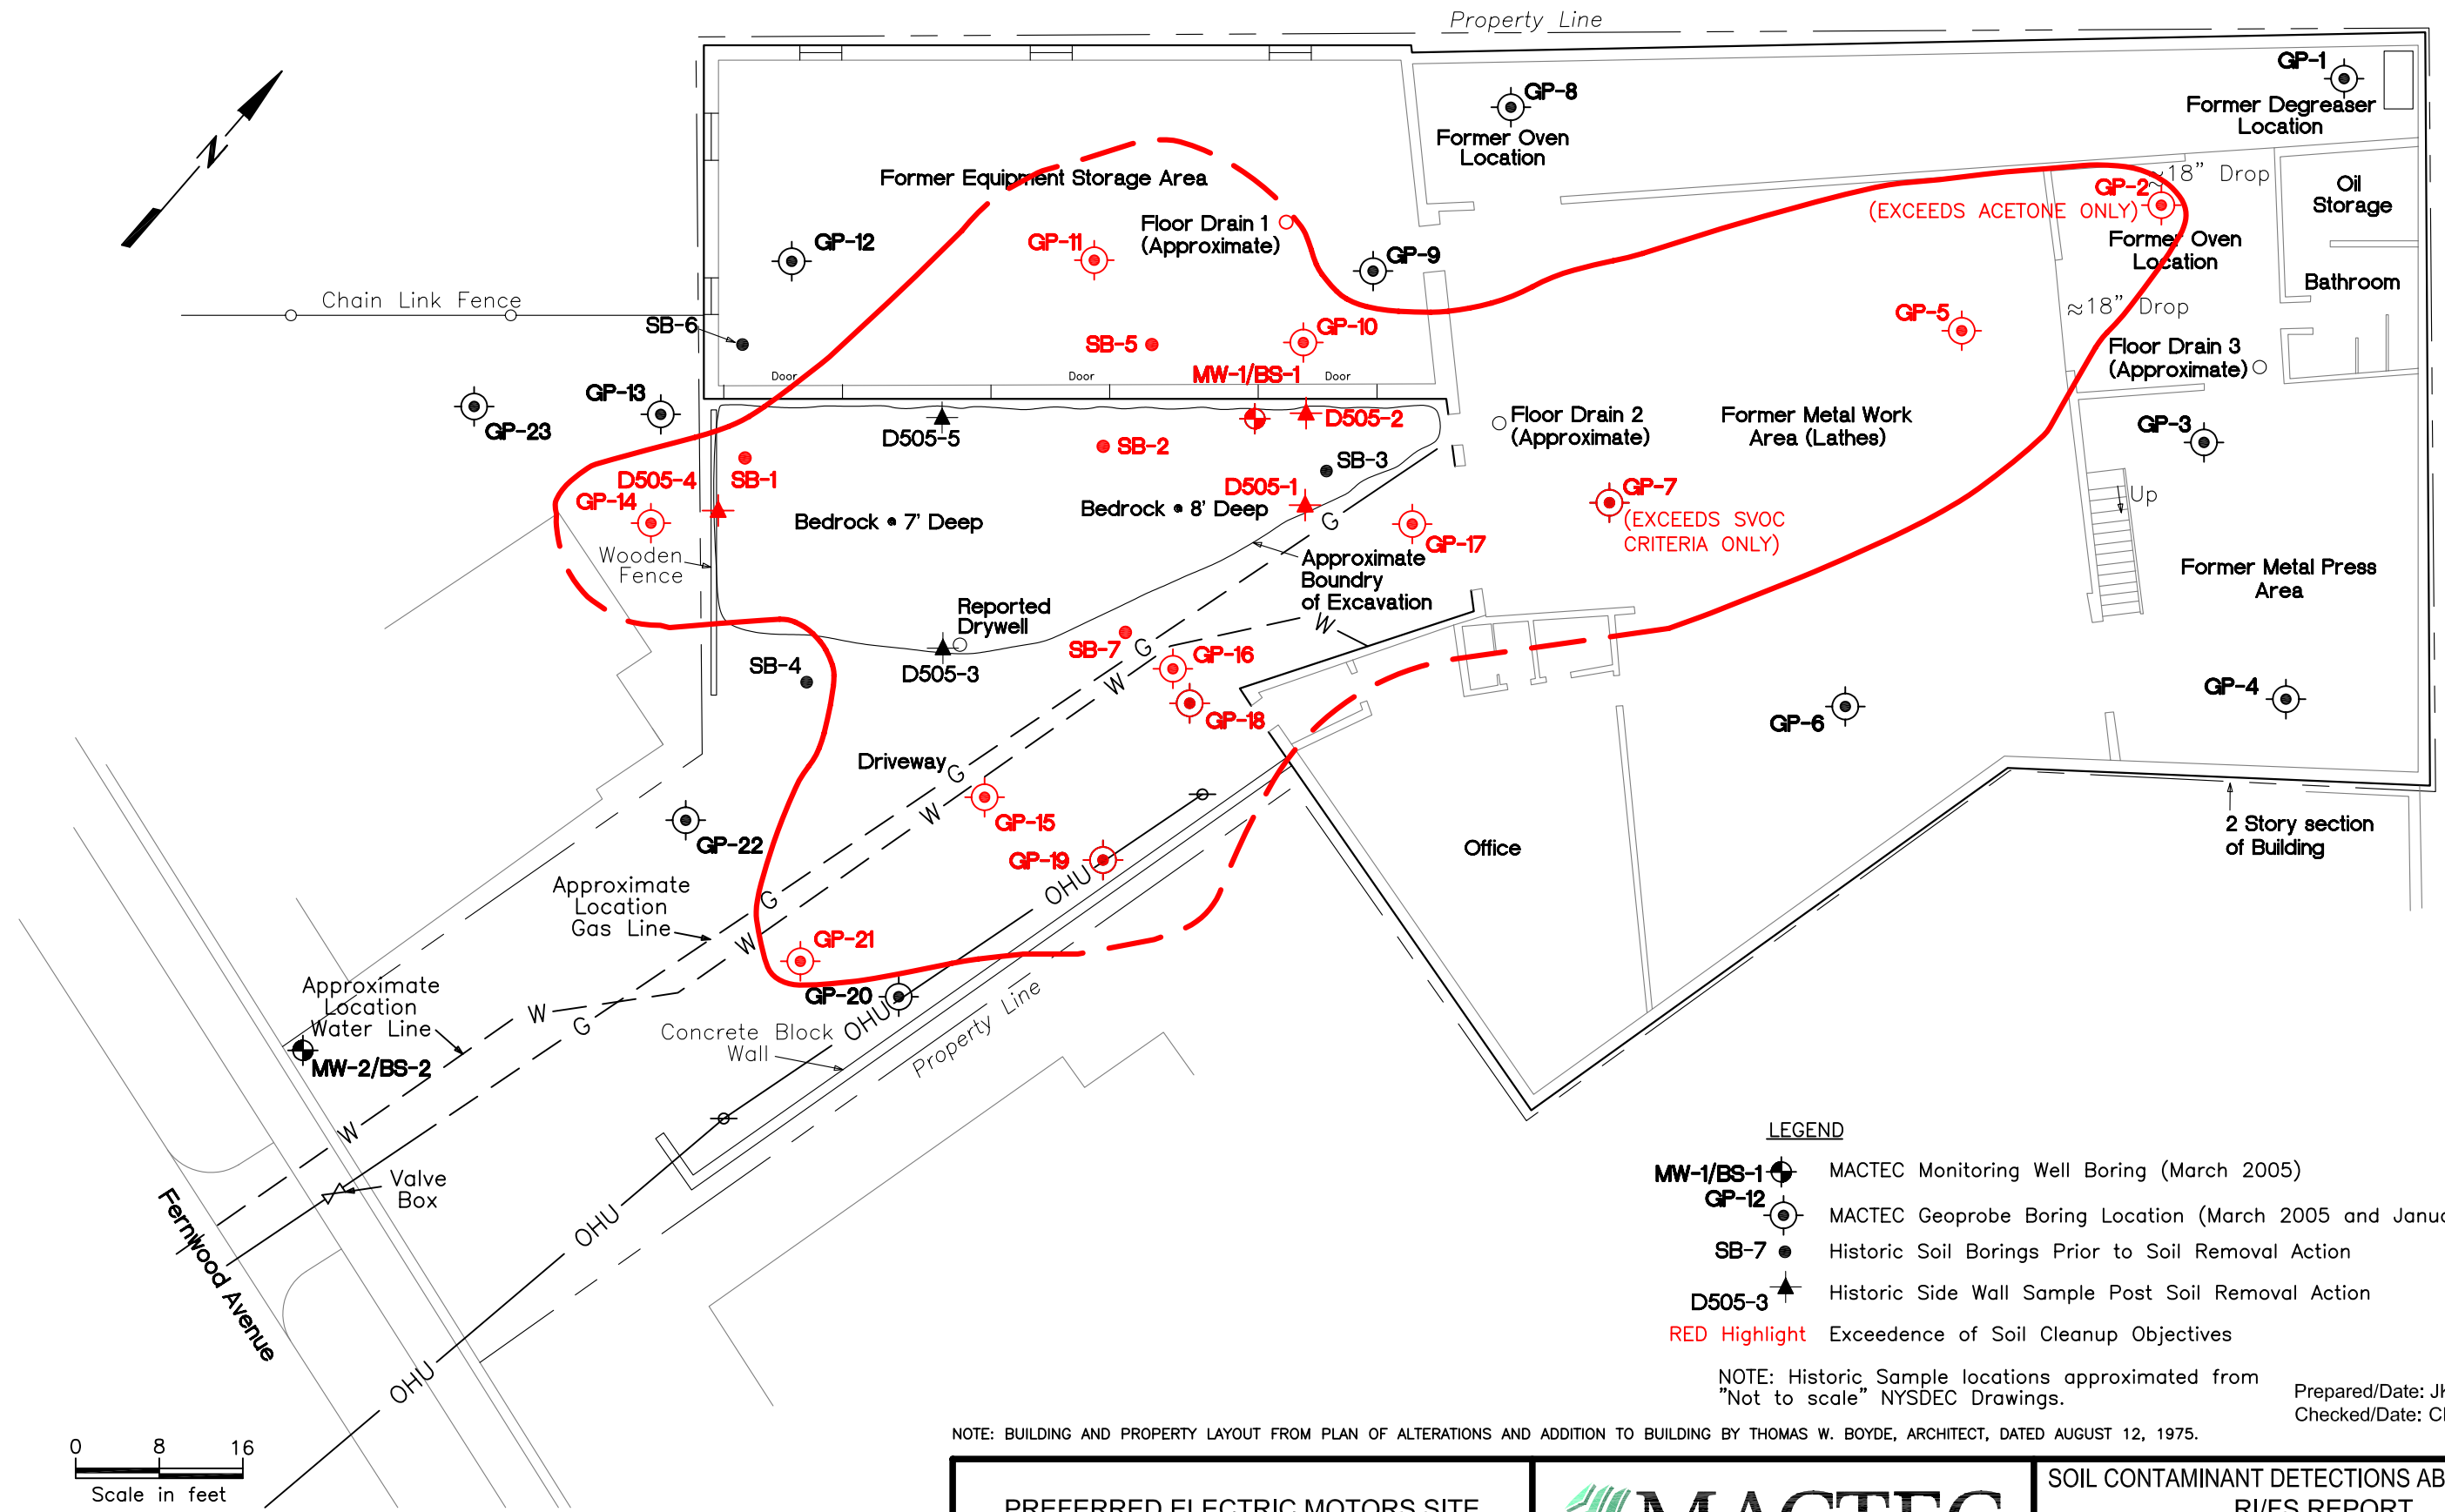 Property Line
GP-1
Former Degreaser
Location
GP-8
Former Oven
Location
N
Former Equipment Storage Area
≈18" Drop
GP-2
(EXCEEDS ACETONE ONLY)
Oil
Storage
Floor Drain 1
(Approximate)
GP-12
GP-11
GP-9
Former Oven
Location
Bathroom
Chain Link Fence
≈18" Drop
SB-6
SB-5
GP-10
GP-5
Floor Drain 3
(Approximate)
Door
Door
Door
MW-1/BS-1
GP-13
GP-23
D505-5
D505-2
Floor Drain 2
(Approximate)
Former Metal Work
Area (Lathes)
GP-3
SB-2
SB-3
D505-4
SB-1
GP-14
D505-1
GP-7
(EXCEEDS SVOC
CRITERIA ONLY)
Up
Bedrock @ 7' Deep
Bedrock @ 8' Deep
G
GP-17
Wooden
Fence
Approximate
Boundry
of Excavation
Former Metal Press
Area
Reported
Drywell
W
SB-7
G
GP-16
SB-4
D505-3
W
GP-18
GP-6
GP-4
Driveway
G
W
GP-15
GP-22
GP-19
Office
2 Story section
of Building
OHU
Approximate
Location
Gas Line
G
W
GP-21
GP-20
OHU
Property Line
Approximate
Location
Water Line
W
G
Concrete Block
Wall
MW-2/BS-2
W
Valve
Box
Fernwood Avenue
W
OHU
OHU
LEGEND
MW-1/BS-1 MACTEC Monitoring Well Boring (March 2005)
GP-12 MACTEC Geoprobe Boring Location (March 2005 and
SB-7 Historic Soil Borings Prior to Soil Removal Action
D505-3 Historic Side Wall Sample Post Soil Removal Action
RED Highlight Exceedence of Soil Cleanup Objectives
NOTE: Historic Sample locations approximated from
"Not to scale" NYSDEC Drawings.
Prepared/Date:
Checked/Date:
0 8 16
Scale in feet
NOTE: BUILDING AND PROPERTY LAYOUT FROM PLAN OF ALTERATIONS AND ADDITION TO BUILDING BY THOMAS W. BOYDE, ARCHITECT, DATED AUGUST 12, 1975.
PREFERRED ELECTRIC MOTORS SITE
MACTEC
SOIL CONTAMINANT DETECTIONS
RI/FS REPORT